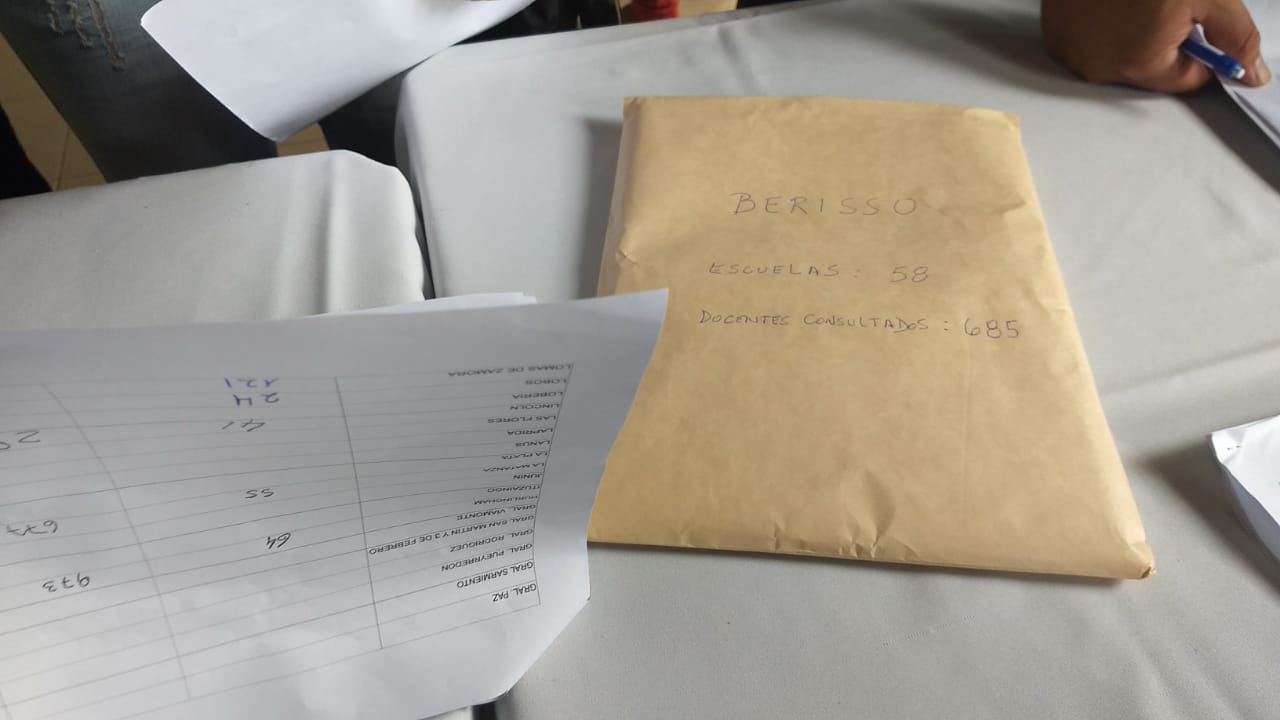 BERISSO
ESCUELAS: 58
DOCENTES CONSULTADOS: 685
GRAL. PAZ
GRAL SARMIENTO
GRAL. PUEYRREDON
GRAL. RODRIGUEZ
GRAL. SAN MARTIN Y 3 DE FEBRERO
GRAL. VIAMONTE
HURLINGHAM
ITUZAINGO
JUNIN
LA MATANZA
LA PLATA
LANUS
LAPRIDA
LAS FLORES
LINCOLN
LOBERIA
LOBOS
LOMAS DE ZAMORA
64 973
55 677
24
121